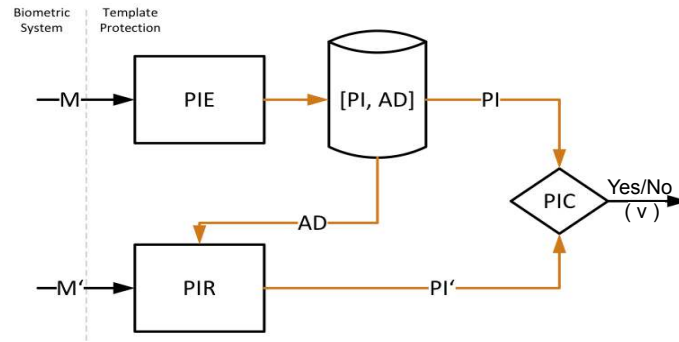 Biometric
System
Template
Protection
M
PIE
[PI, AD]
PI
PIC
Yes/No
( v )
AD
M‘
PIR
PI‘